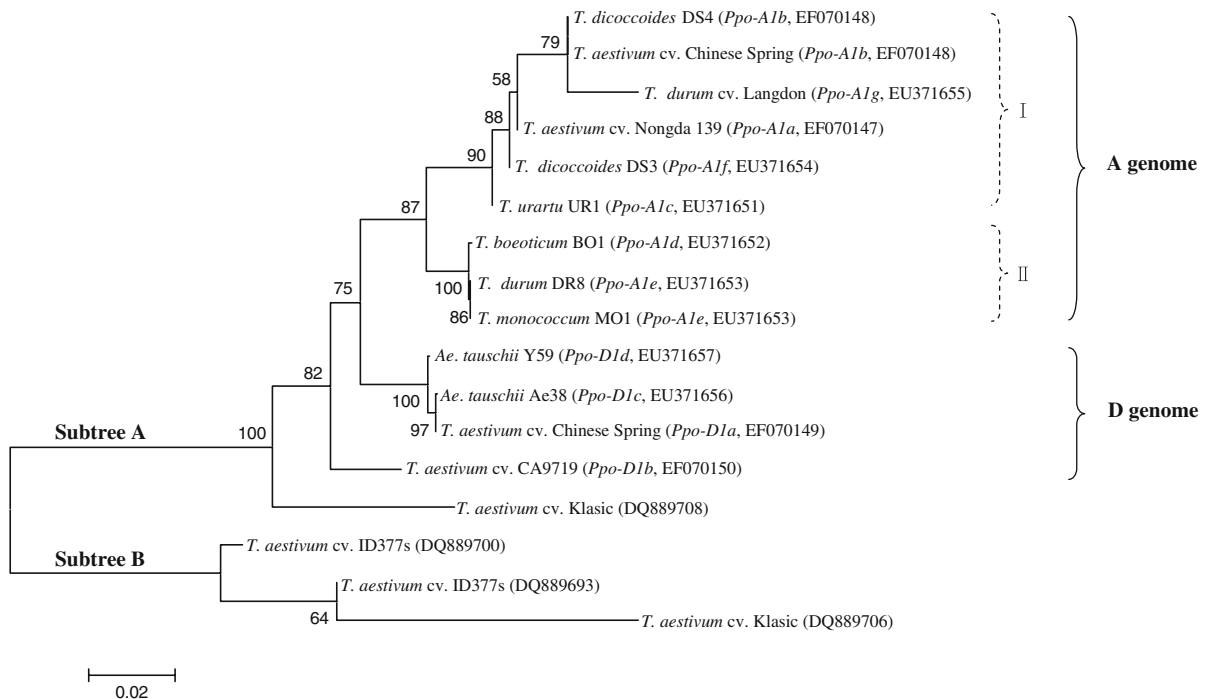 T. dicoccoides DS4 (Ppo-A1b, EF070148)
79
T. aestivum cv. Chinese Spring (Ppo-A1b, EF070148)
58
T. durum cv. Langdon (Ppo-A1g, EU371655)
I
88
T. aestivum cv. Nongda 139 (Ppo-A1a, EF070147)
90
T. dicoccoides DS3 (Ppo-A1f, EU371654)
A genome
87
T. urartu UR1 (Ppo-A1c, EU371651)
T. boeoticum BO1 (Ppo-A1d, EU371652)
II
75
100
T. durum DR8 (Ppo-A1e, EU371653)
86
T. monococcum MO1 (Ppo-A1e, EU371653)
Ae. tauschii Y59 (Ppo-D1d, EU371657)
82
100
Ae. tauschii Ae38 (Ppo-D1c, EU371656)
D genome
Subtree A
100
97
T. aestivum cv. Chinese Spring (Ppo-D1a, EF070149)
T. aestivum cv. CA9719 (Ppo-D1b, EF070150)
T. aestivum cv. Klasic (DQ889708)
Subtree B
T. aestivum cv. ID377s (DQ889700)
T. aestivum cv. ID377s (DQ889693)
64
T. aestivum cv. Klasic (DQ889706)
0.02